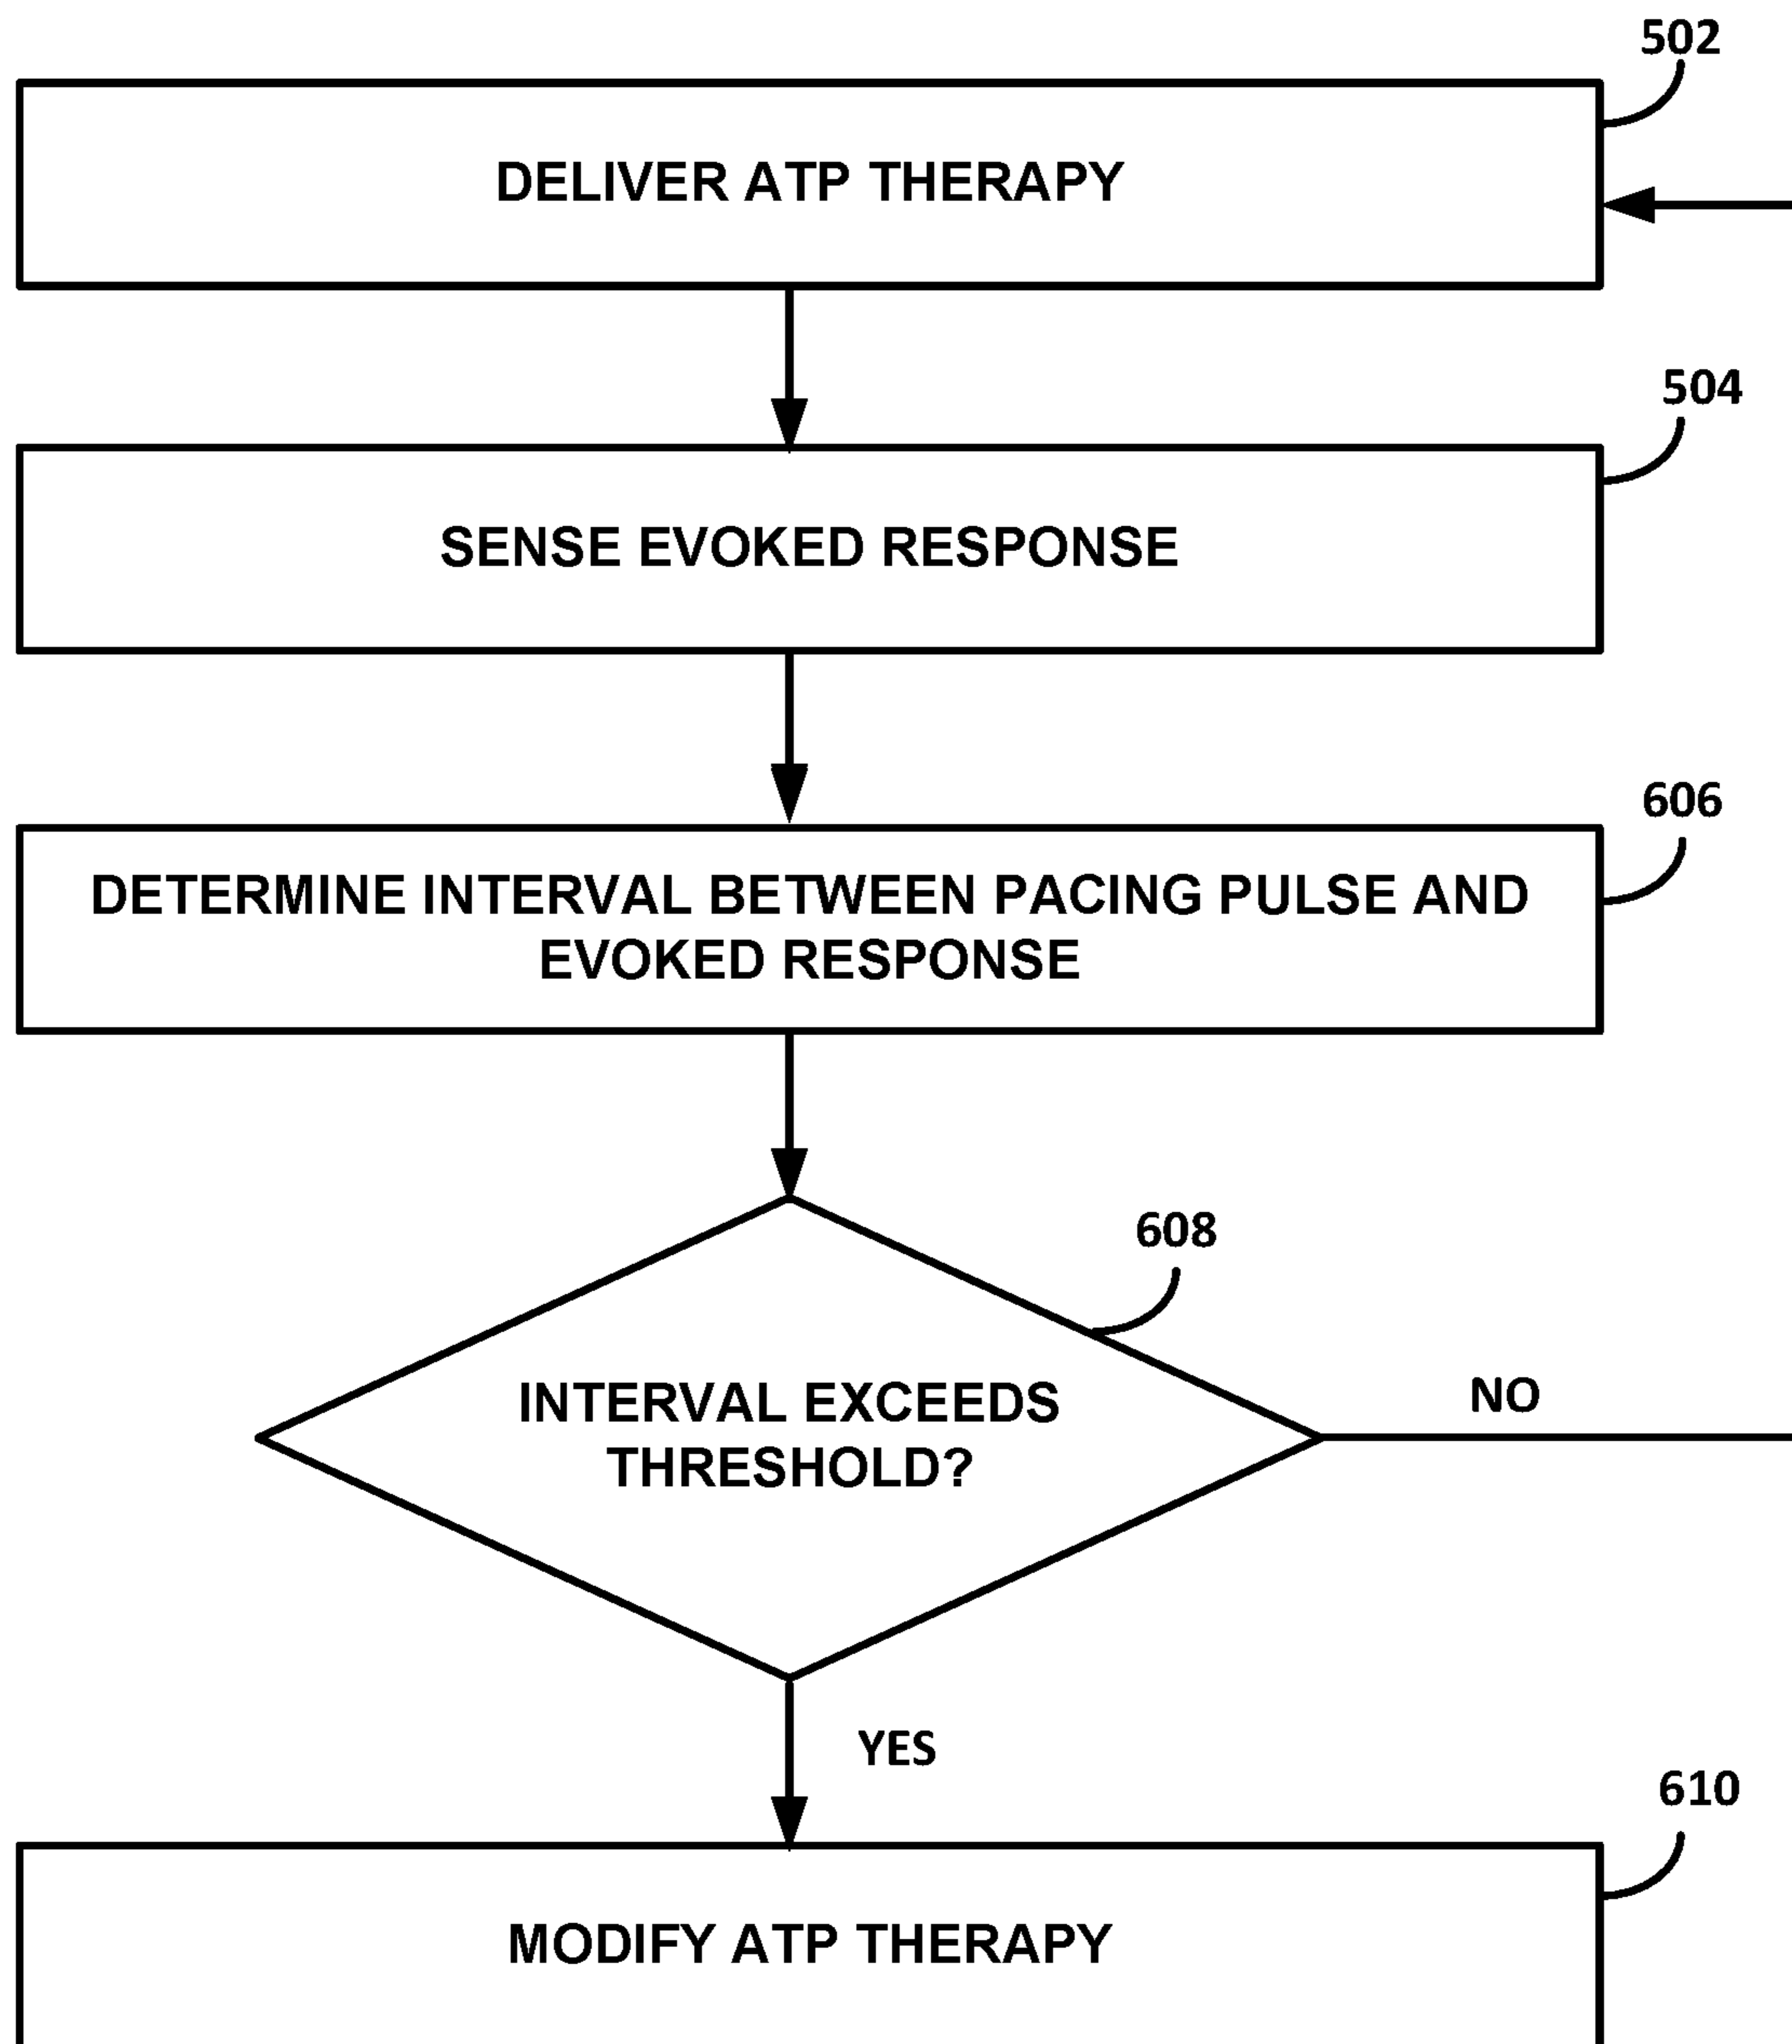 502
DELIVER ATP THERAPY
504
SENSE EVOKED RESPONSE
606
DETERMINE INTERVAL BETWEEN PACING PULSE AND
EVOKED RESPONSE
608
INTERVAL EXCEEDS
THRESHOLD?
NO
YES
610
MODIFY ATP THERAPY